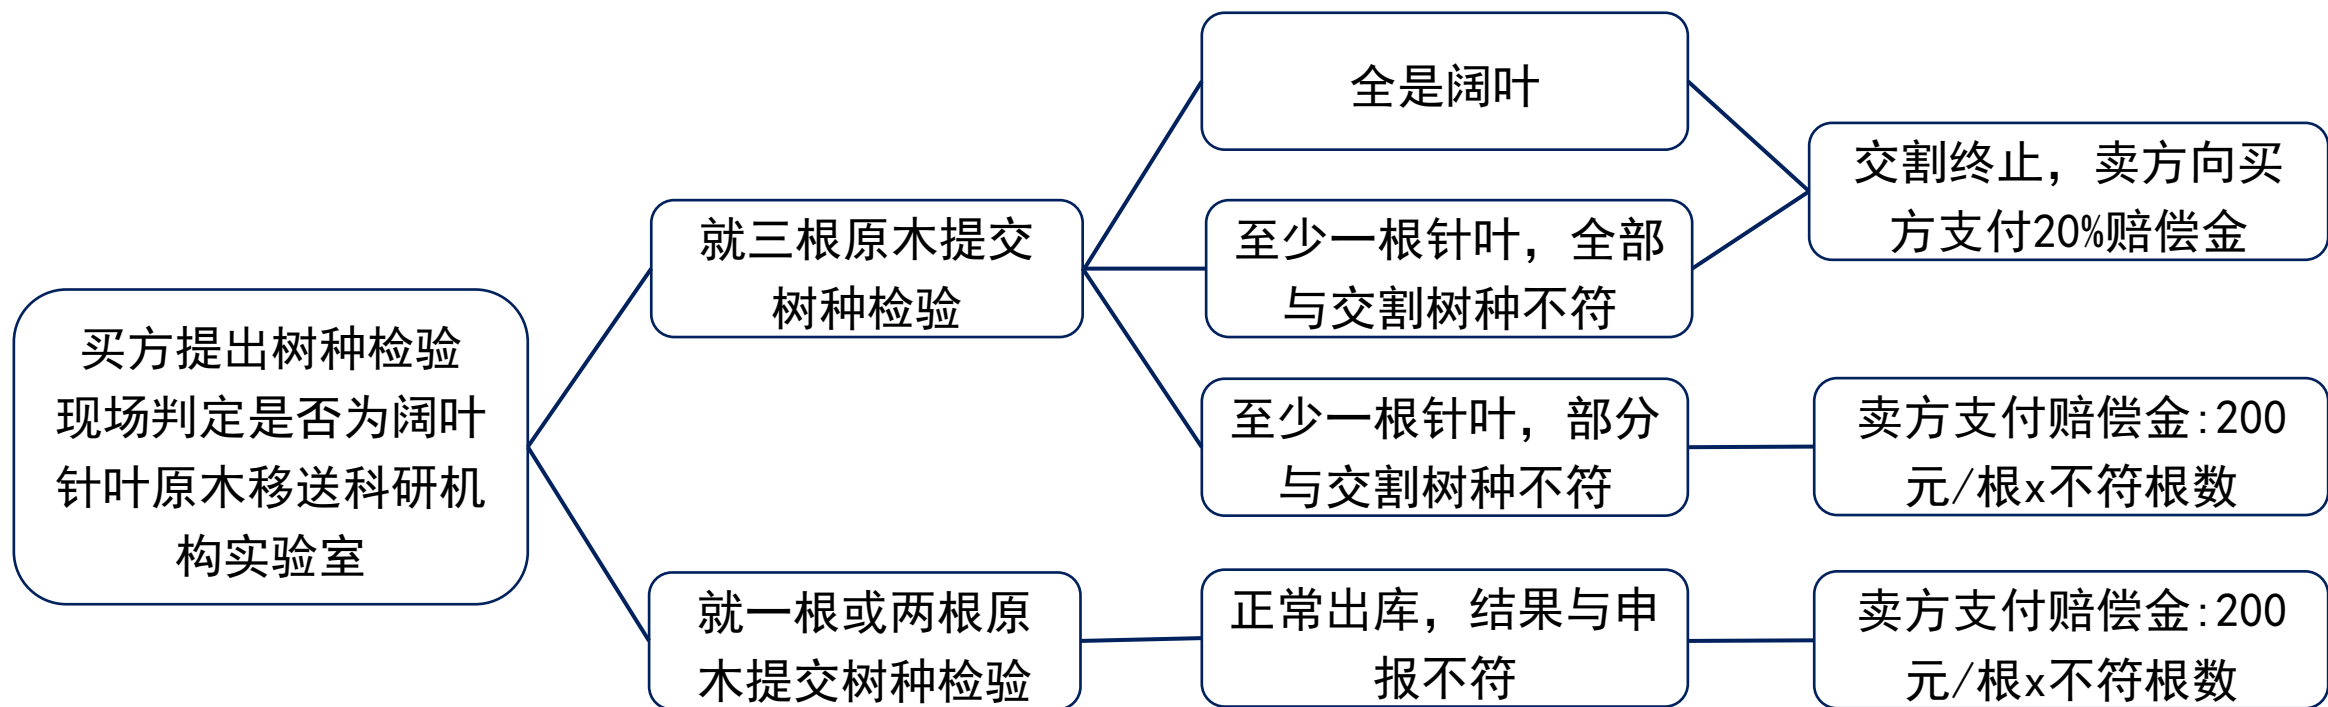 买方提出树种检验
现场判定是否为阔叶
针叶原木移送科研机
构实验室
就三根原木提交
树种检验
全是阔叶
至少一根针叶，全部
与交割树种不符
交割终止，卖方向买
方支付20%赔偿金
至少一根针叶，部分
与交割树种不符
卖方支付赔偿金:200
元/根x不符根数
就一根或两根原
木提交树种检验
正常出库，结果与申
报不符
卖方支付赔偿金:200
元/根x不符根数